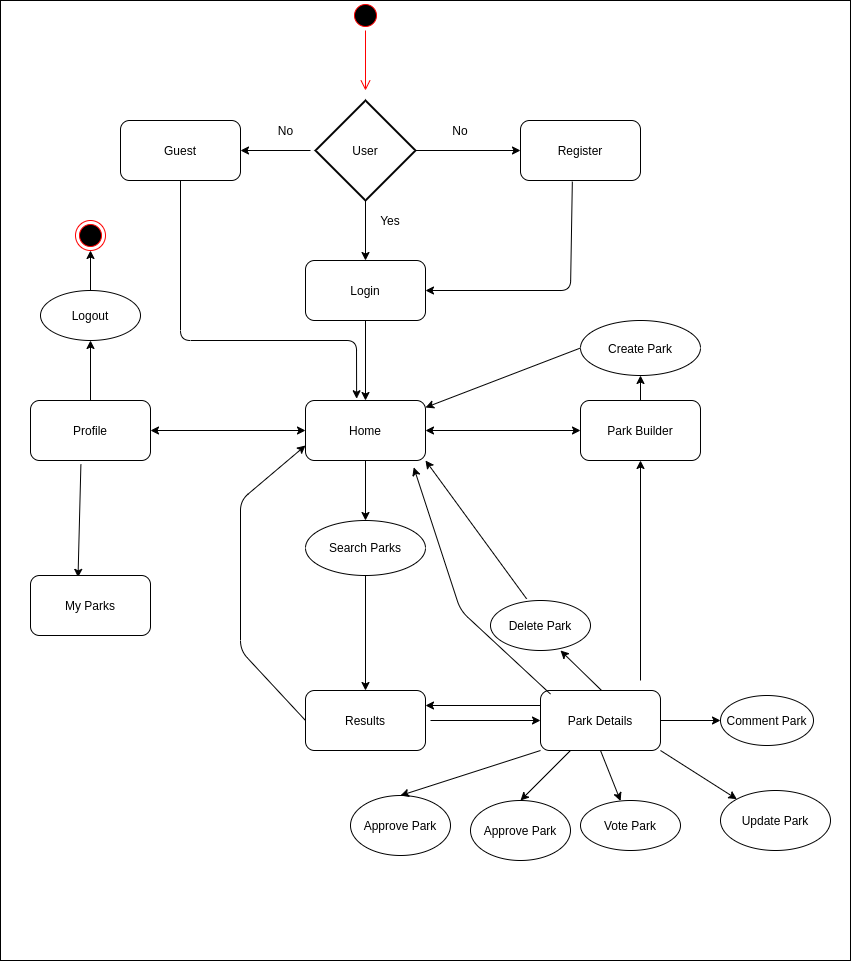 No
No
Guest
User
Register
Yes
Login
Logout
Create Park
Profile
Home
Park Builder
Search Parks
My Parks
Delete Park
Results
Park Details
Comment Park
Approve Park
Approve Park
Vote Park
Update Park